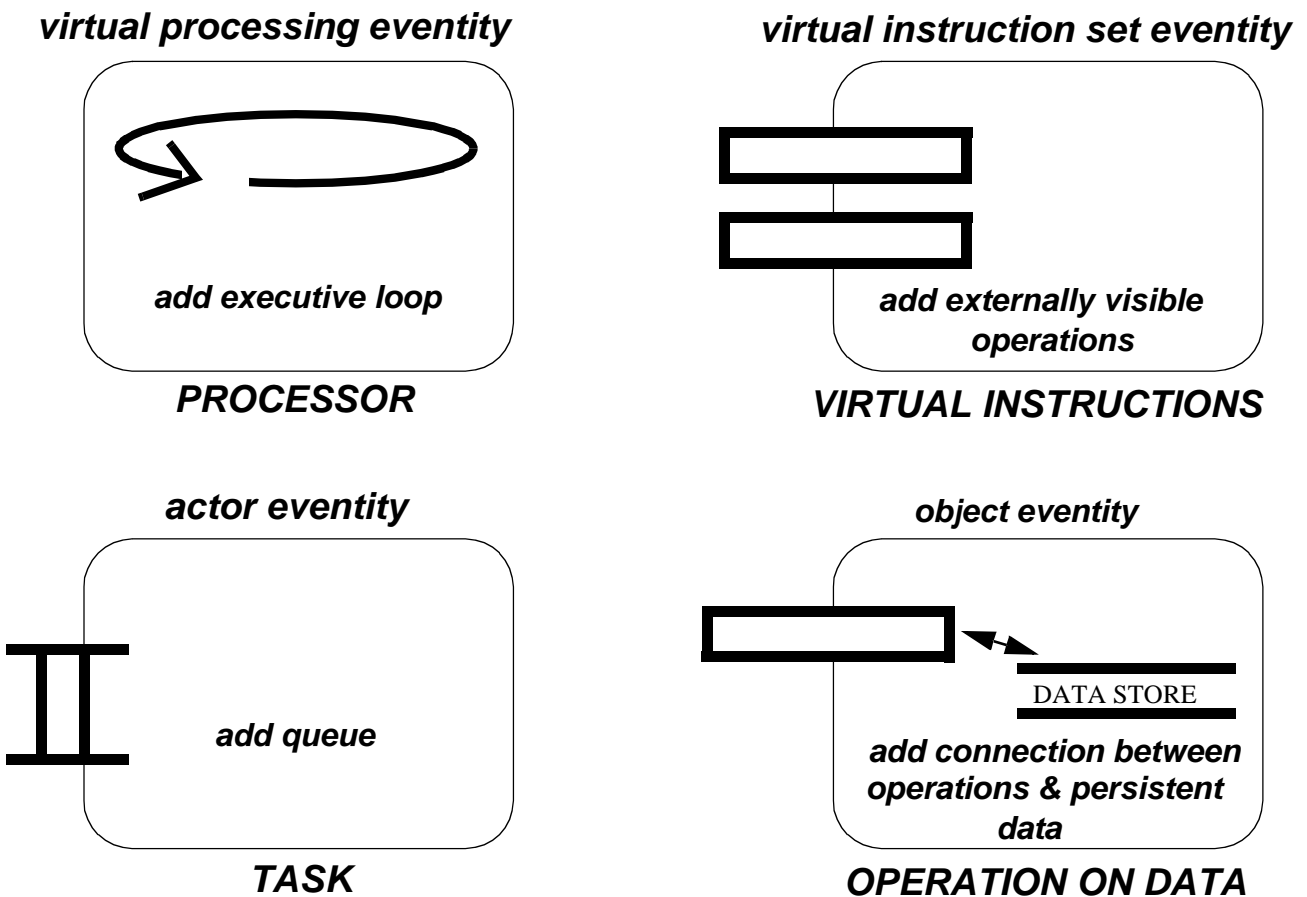 virtual processing eventity
add executive loop
PROCESSOR
virtual instruction set eventity
add externally visible
operations
VIRTUAL INSTRUCTIONS
actor eventity
add queue
TASK
object eventity
DATA STORE
add connection between
operations & persistent
data
OPERATION ON DATA